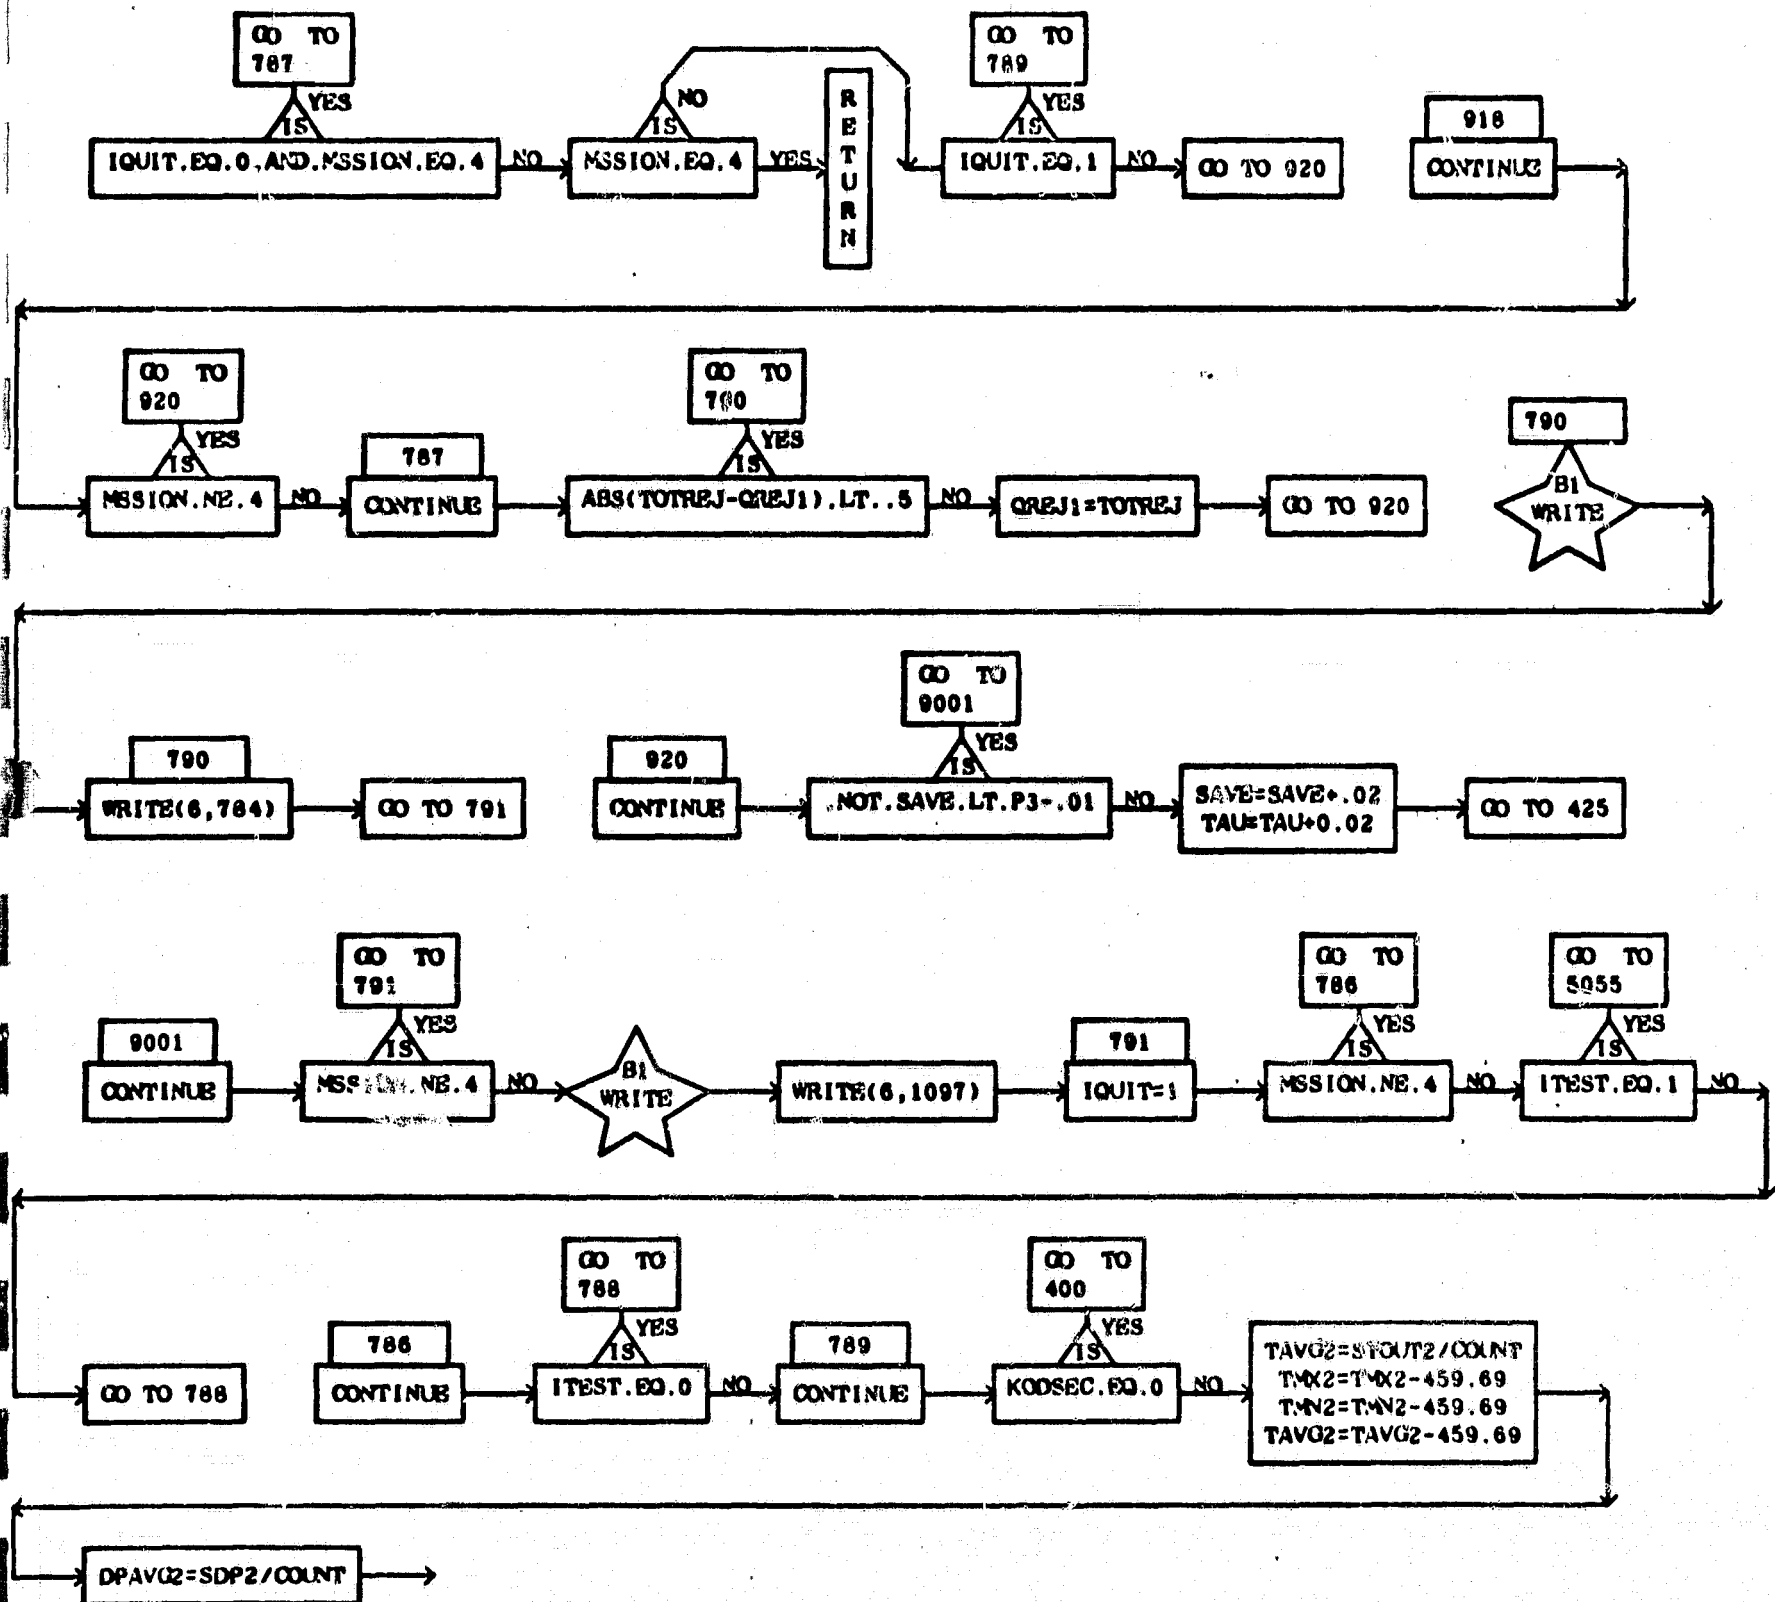 GO TO
787
YES
IS
IQUIT.EQ.0.AND.MSSION.EQ.4
NO
NO
IS
MSSION.EQ.4
YES
RETURN
GO TO
789
YES
IS
IQUIT.EQ.1
NO
GO TO 920
918
CONTINUE
GO TO
920
YES
IS
MSSION.NE.4
NO
787
CONTINUE
GO TO
790
YES
IS
ABS(TOTREJ-QREJ1).LT..5
NO
QREJ1=TOTREJ
GO TO 920
790
B1
WRITE
790
WRITE(6,784)
GO TO 791
920
CONTINUE
GO TO
9001
YES
IS
.NOT.SAVE.LT.P3-.01
NO
SAVE=SAVE+.02
TAU=TAU+0.02
GO TO 425
9001
CONTINUE
GO TO
791
YES
IS
MSSION.NE.4
NO
B1
WRITE
WRITE(6,1097)
791
IQUIT=1
GO TO
786
YES
IS
MSSION.NE.4
NO
GO TO
5055
YES
IS
ITEST.EQ.1
NO
GO TO 788
786
CONTINUE
GO TO
788
YES
IS
ITEST.EQ.0
NO
789
CONTINUE
GO TO
400
YES
IS
KODSEC.EQ.0
NO
TAVG2=STOUT2/COUNT
TMX2=TMX2-459.69
TMN2=TMN2-459.69
TAVG2=TAVG2-459.69
DPAVG2=SDP2/COUNT